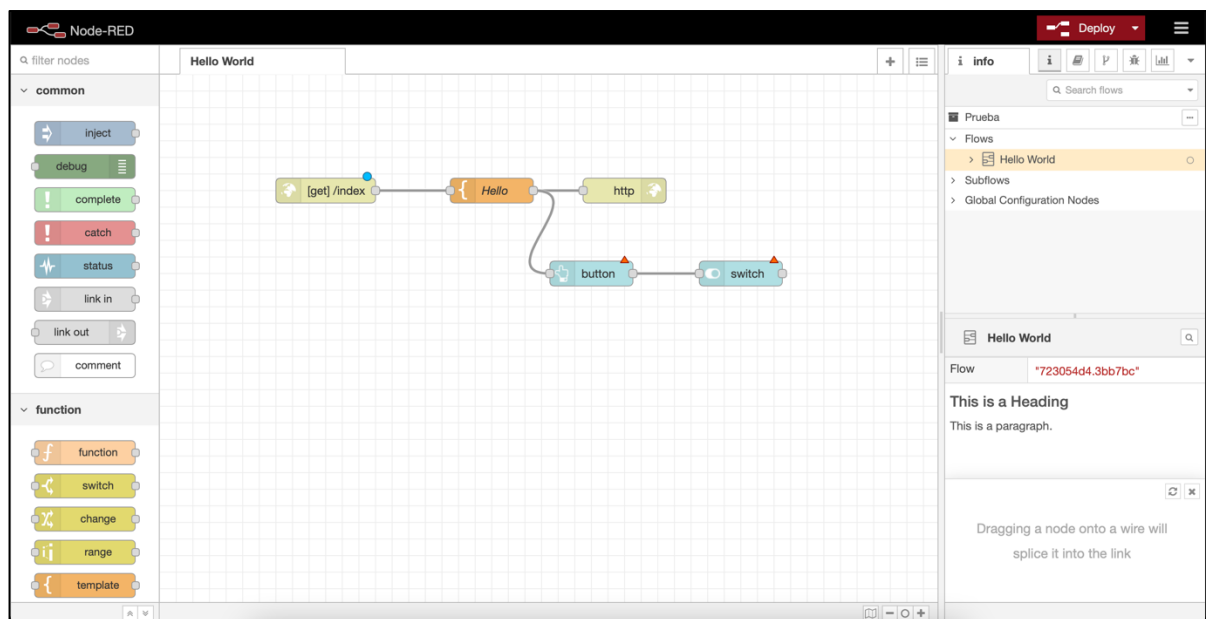 Node-RED
Deploy
filter nodes
Hello World
i info
i
Search flows
common
inject
debug
complete
catch
status
link in
link out
comment
function
function
switch
change
range
template
[get] /index
Hello
http
button
switch
Prueba
Flows
Hello World
Subflows
Global Configuration Nodes
Hello World
Flow "723054d4.3bb7bc"
This is a Heading
This is a paragraph.
Dragging a node onto a wire will
splice it into the link